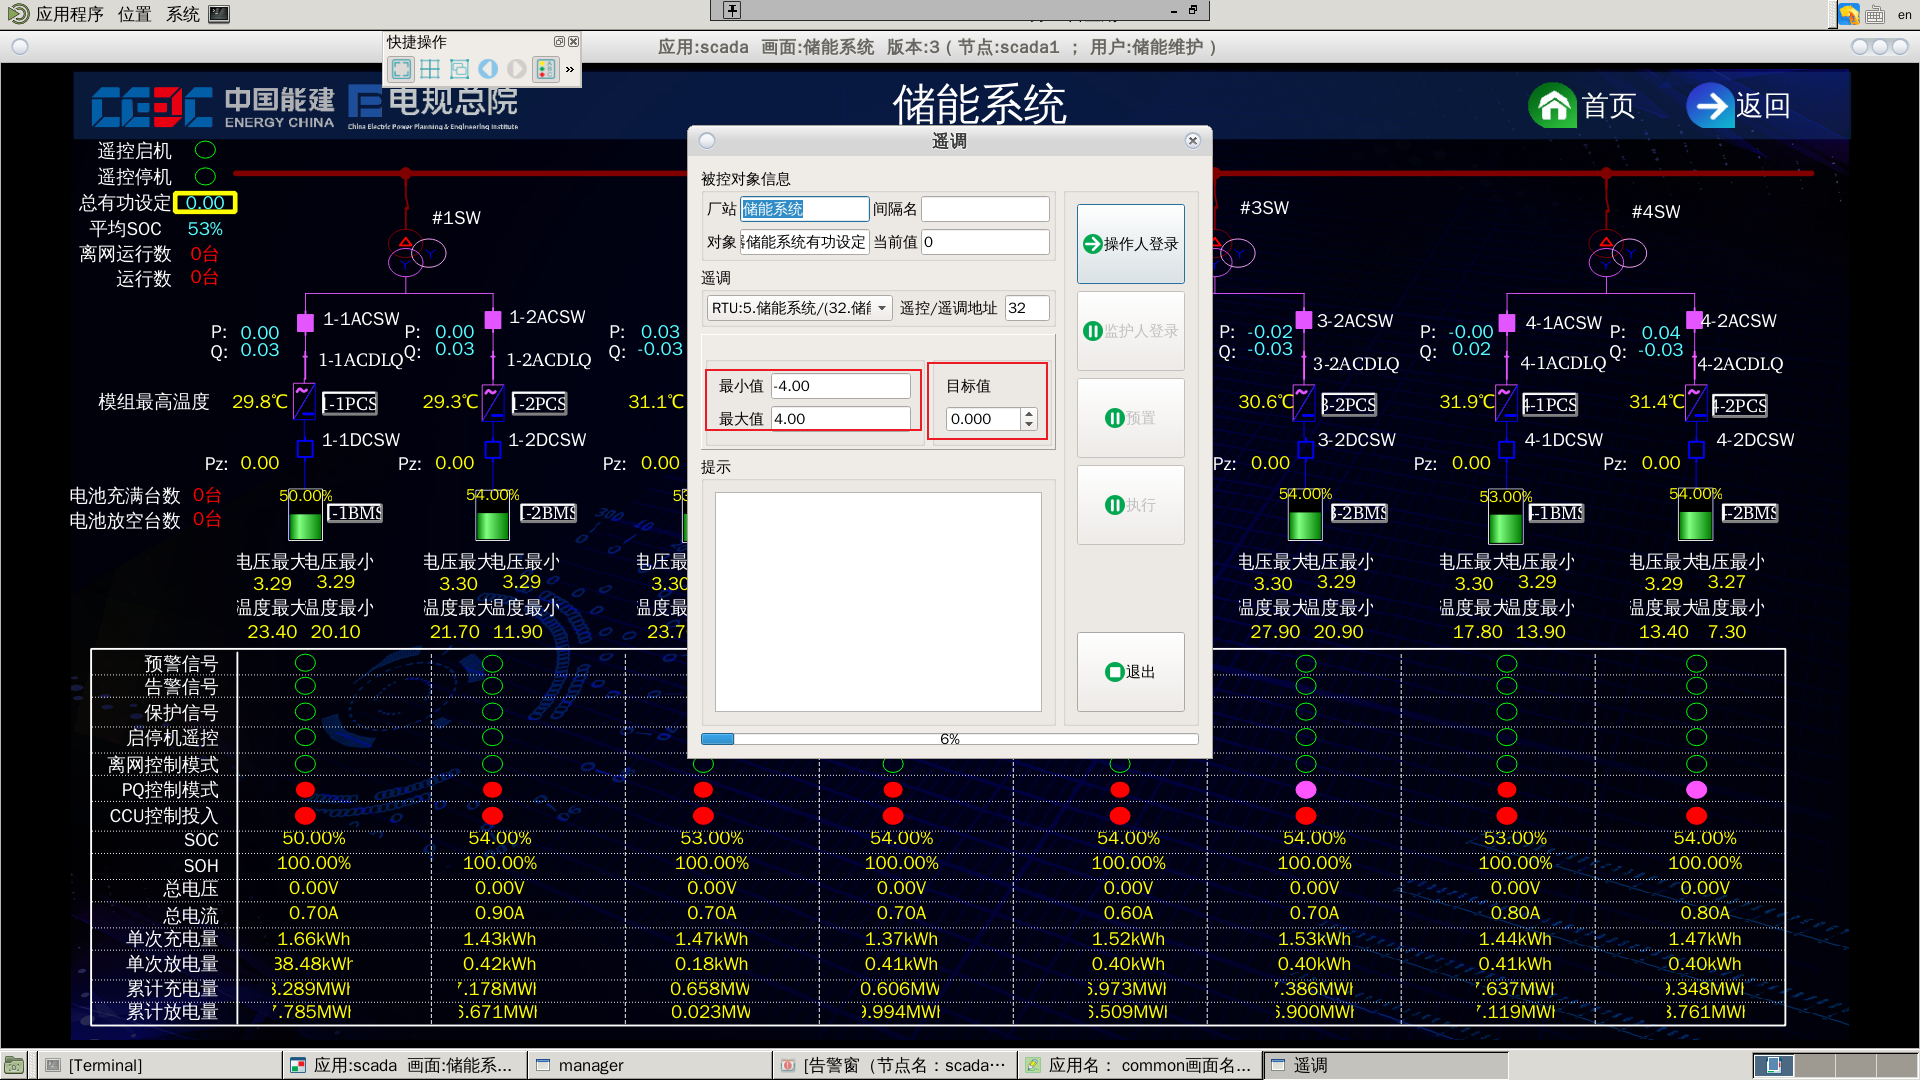 应用程序 位置 系统
en
快捷操作
应用:scada 画面:储能系统 版本:3 ( 节点:scada1 ; 用户:储能维护 )
»
CEEC 中国能建 ENERGY CHINA 电规总院 China Electric Power Planning & Engineering Institute
储能系统
首页 返回
遥控启机
遥控停机
总有功设定 0.00
平均SOC 53%
离网运行数 0台
运行数 0台
#1SW #3SW #4SW
遥调
被控对象信息
厂站 储能系统 间隔名
对象 储能系统有功设定 当前值 0
遥调
RTU:5.储能系统/(32.储 遥控/遥调地址 32
最小值 -4.00
最大值 4.00
目标值
0.000
提示
操作人登录
监护人登录
预置
执行
退出
6%
1-1ACSW 1-2ACSW 3-2ACSW 4-1ACSW 4-2ACSW
P: 0.00 P: 0.00 P: 0.03 P: -0.02 P: -0.00 P: 0.04
Q: 0.03 Q: 0.03 Q: -0.03 Q: -0.03 Q: 0.02 Q: -0.03
1-1ACDLQ 1-2ACDLQ 3-2ACDLQ 4-1ACDLQ 4-2ACDLQ
模组最高温度 29.8℃ 1-1PCS 29.3℃ 1-2PCS 31.1℃ 30.6℃ 3-2PCS 31.9℃ 4-1PCS 31.4℃ 4-2PCS
1-1DCSW 1-2DCSW 3-2DCSW 4-1DCSW 4-2DCSW
Pz: 0.00 Pz: 0.00 Pz: 0.00 Pz: 0.00 Pz: 0.00 Pz: 0.00
电池充满台数 0台
电池放空台数 0台
50.00% -1BMS 54.00% -2BMS 54.00% 3-2BMS 53.00% -1BMS 54.00% -2BMS
电压最大 电压最小 电压最大 电压最小 电压最 电压最大 电压最小 电压最大 电压最小 电压最大 电压最小
3.29 3.29 3.30 3.29 3.30 3.30 3.29 3.30 3.29 3.29 3.27
温度最大 温度最小 温度最大 温度最小 温度最 温度最大 温度最小 温度最大 温度最小 温度最大 温度最小
23.40 20.10 21.70 11.90 23.7 27.90 20.90 17.80 13.90 13.40 7.30
预警信号
告警信号
保护信号
启停机遥控
离网控制模式
PQ控制模式
CCU控制投入
SOC 50.00% 54.00% 53.00% 54.00% 54.00% 54.00% 53.00% 54.00%
SOH 100.00% 100.00% 100.00% 100.00% 100.00% 100.00% 100.00% 100.00%
总电压 0.00V 0.00V 0.00V 0.00V 0.00V 0.00V 0.00V 0.00V
总电流 0.70A 0.90A 0.70A 0.70A 0.60A 0.70A 0.80A 0.80A
单次充电量 1.66kWh 1.43kWh 1.47kWh 1.37kWh 1.52kWh 1.53kWh 1.44kWh 1.47kWh
单次放电量 38.48kWh 0.42kWh 0.18kWh 0.41kWh 0.40kWh 0.40kWh 0.41kWh 0.40kWh
累计充电量 .289MWh .178MWh 0.658MW 0.606MW .973MWh .386MWh .637MWh .348MWh
累计放电量 .785MWh .671MWh 0.023MW .994MWh .509MWh .900MWh .119MWh .761MWh
[Terminal] 应用:scada 画面:储能系... manager [告警窗（节点名：scada… 应用名： common画面名... 遥调